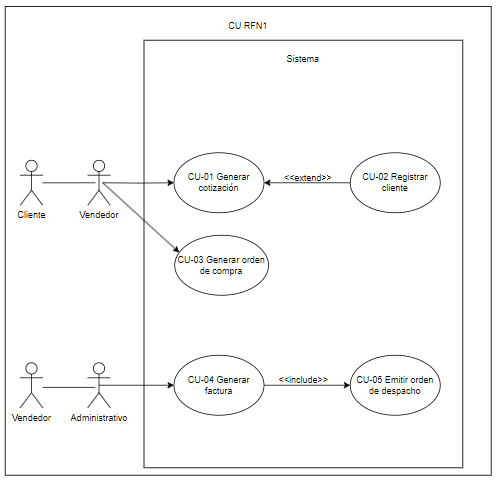 CU RFN1
Sistema
CU-01 Generar
cotización
<<extend>>
CU-02 Registrar
cliente
Cliente
Vendedor
CU-03 Generar orden
de compra
CU-04 Generar
factura
<<include>>
CU-05 Emitir orden
de despacho
Vendedor
Administrativo